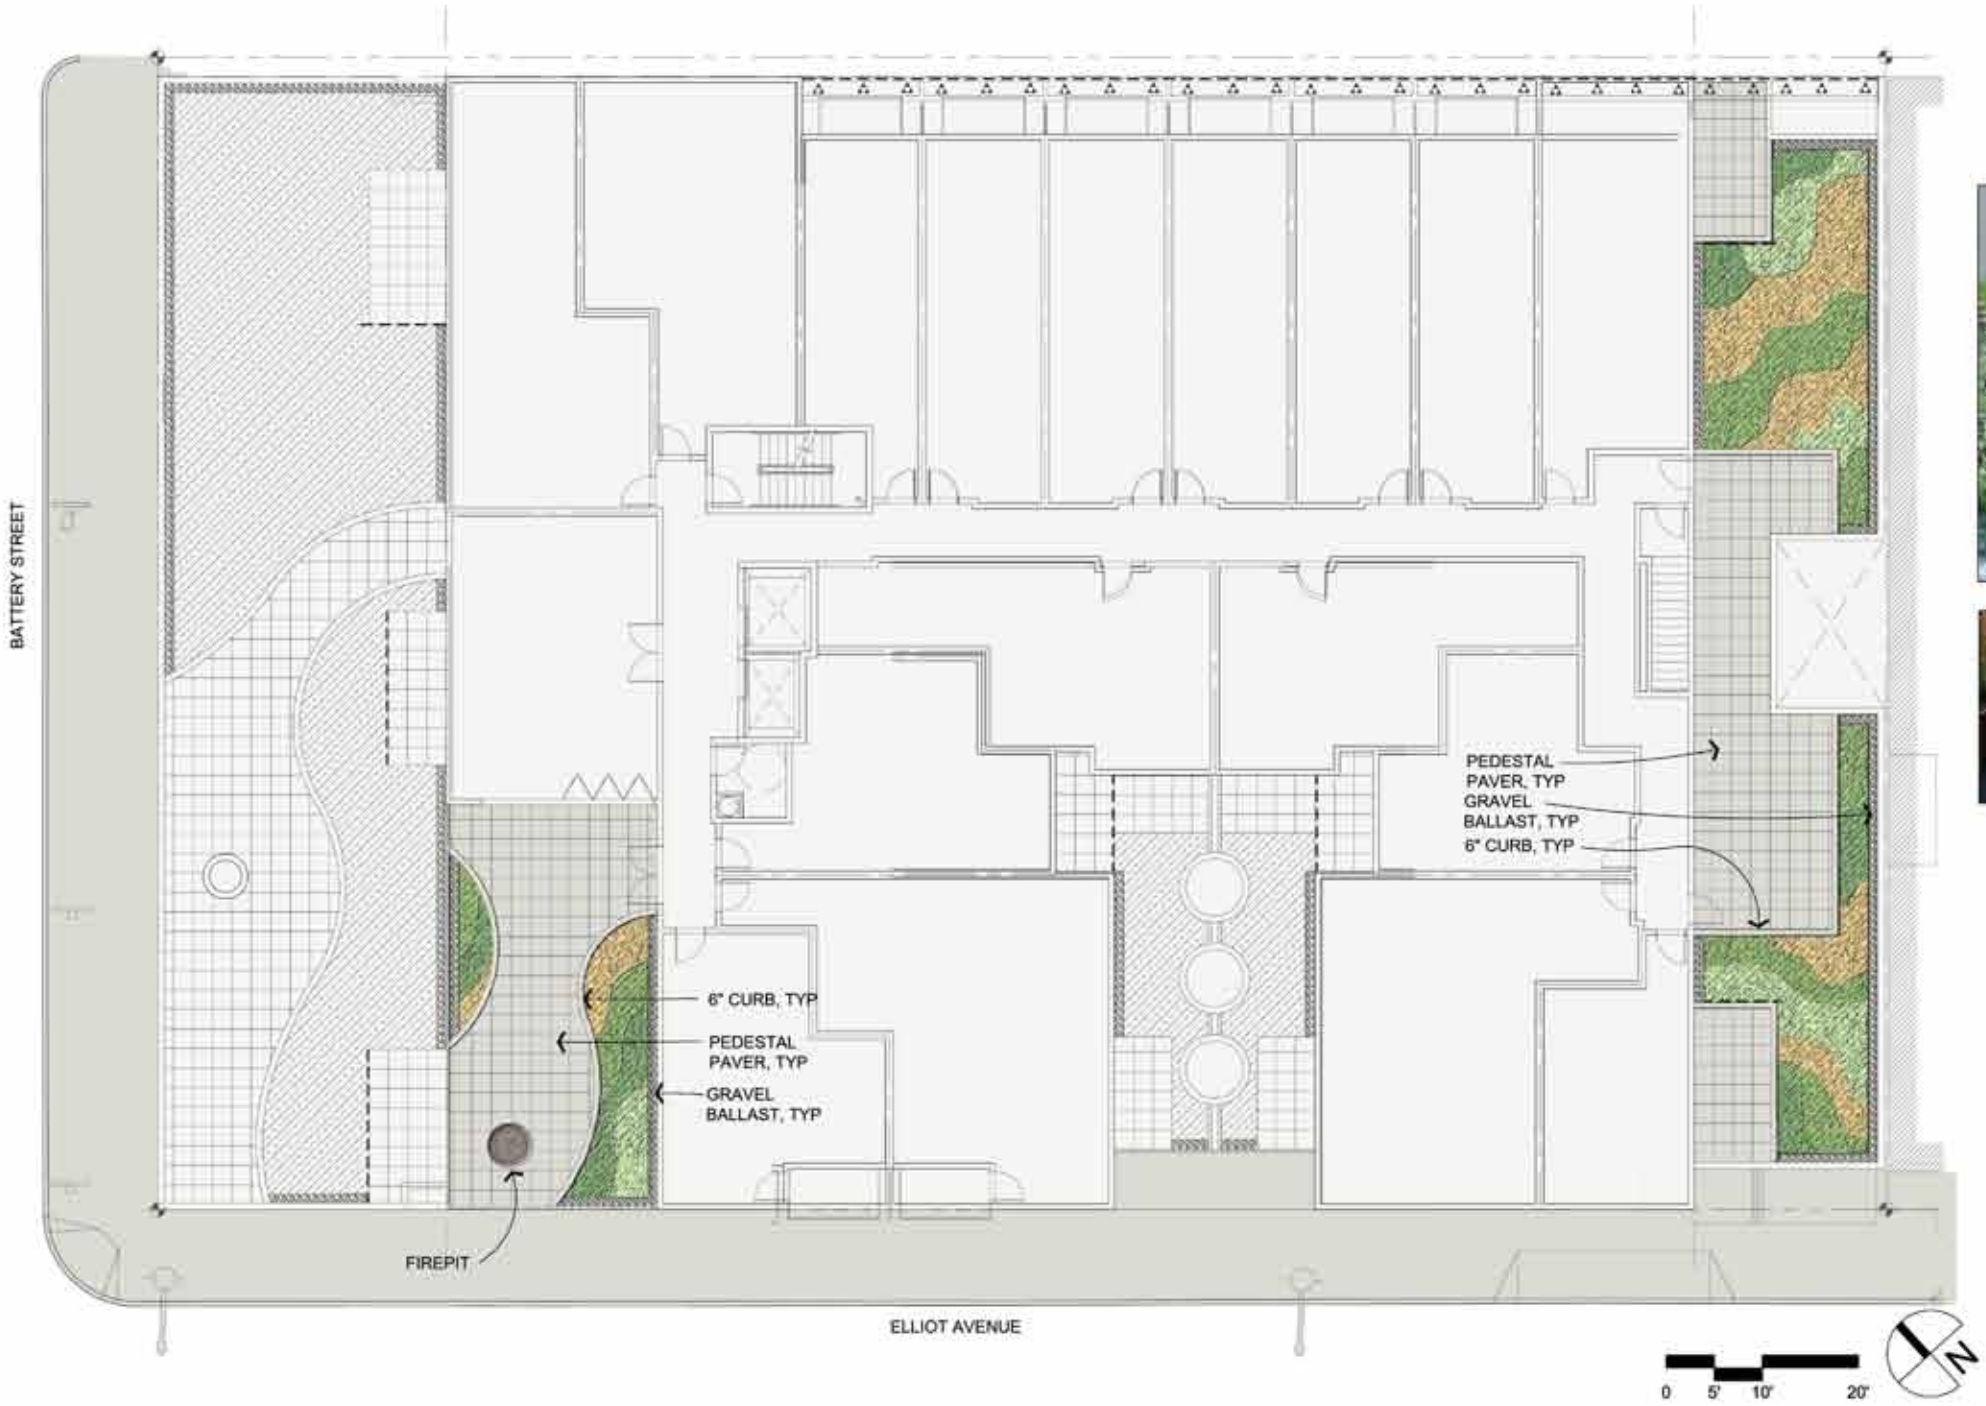 BATTERY STREET
PEDESTAL
PAVER, TYP
GRAVEL
BALLAST, TYP
6" CURB, TYP
6" CURB, TYP
PEDESTAL
PAVER, TYP
GRAVEL
BALLAST, TYP
FIREPIT
ELLIOT AVENUE
N
0 5' 10' 20'